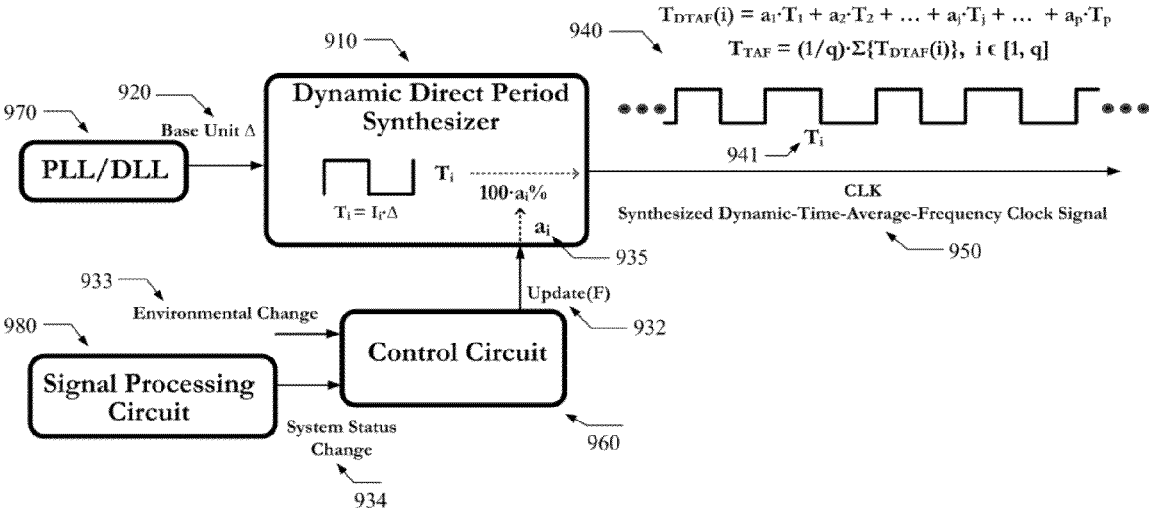 T_DTAF(i) = a₁·T₁ + a₂·T₂ + … + aⱼ·Tⱼ + … + aₚ·Tₚ
940
T_TAF = (1/q)·Σ{T_DTAF(i)}, i ϵ [1, q]
910
920
970
Base Unit Δ
PLL/DLL
Dynamic Direct Period
Synthesizer
Tᵢ
Tᵢ = Iᵢ·Δ
100·aᵢ%
aᵢ
935
Tᵢ
941
CLK
Synthesized Dynamic-Time-Average-Frequency Clock Signal
950
933
Environmental Change
Update(F)
932
980
Control Circuit
Signal Processing
Circuit
System Status
Change
960
934